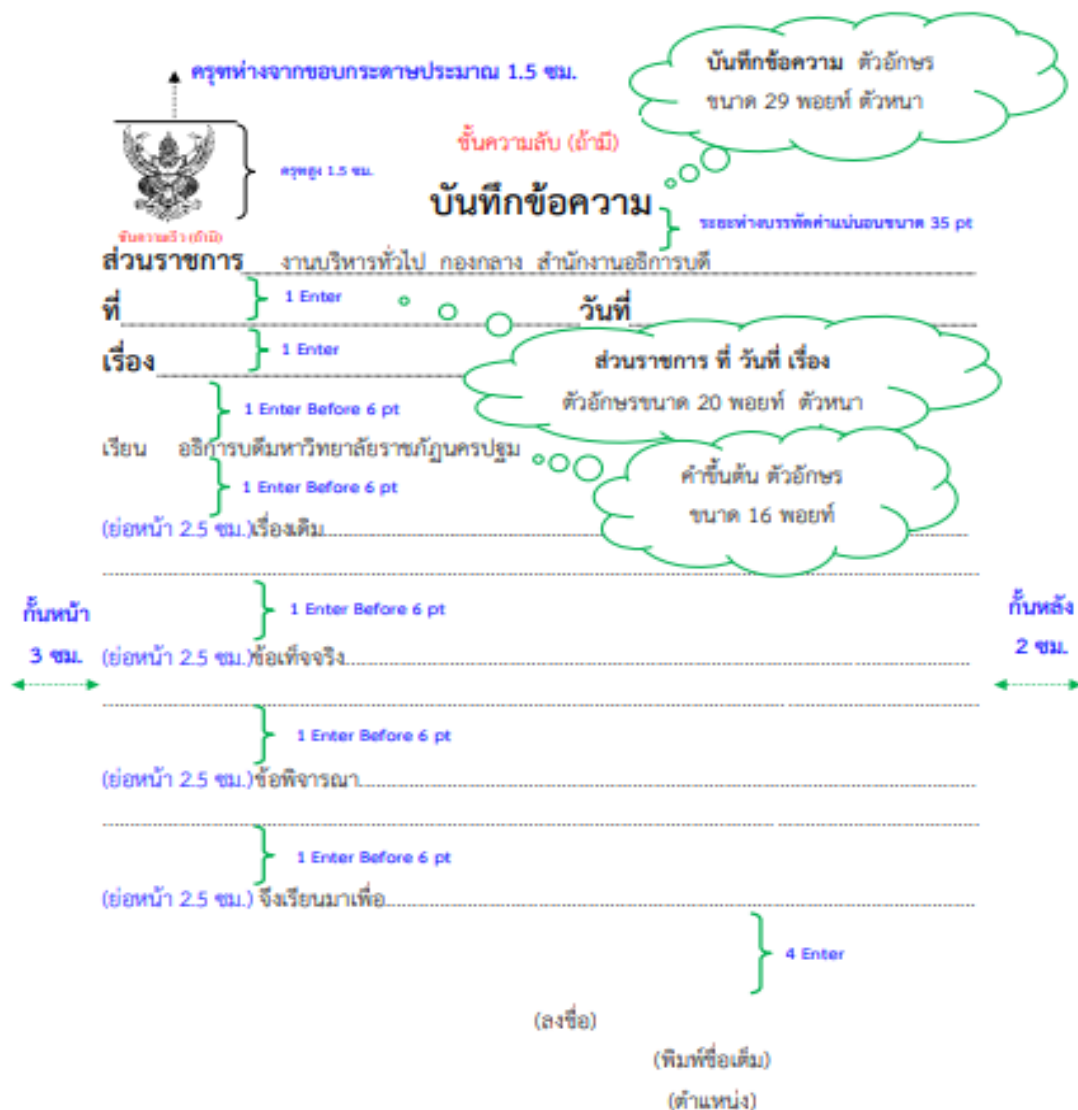 บันทึกข้อความ ตัวอักษร
ขนาด 29 พอยท์ ตัวหนา
ครุฑห่างจากขอบกระดาษประมาณ 1.5 ซม.
ชั้นความลับ (ถ้ามี)
ครุฑสูง 1.5 ซม.
บันทึกข้อความ
ระยะห่างบรรทัดค่าแน่นอนขนาด 35 pt
ชั้นความเร็ว (ถ้ามี)
ส่วนราชการ งานบริหารทั่วไป กองกลาง สำนักงานอธิการบดี
1 Enter
ที่ วันที่
1 Enter
เรื่อง
ส่วนราชการ ที่ วันที่ เรื่อง
ตัวอักษรขนาด 20 พอยท์ ตัวหนา
1 Enter Before 6 pt
เรียน อธิการบดีมหาวิทยาลัยราชภัฏนครปฐม
คำขึ้นต้น ตัวอักษร
ขนาด 16 พอยท์
1 Enter Before 6 pt
(ย่อหน้า 2.5 ซม.)เรื่องเดิม
1 Enter Before 6 pt
กั้นหน้า
3 ซม.
กั้นหลัง
2 ซม.
(ย่อหน้า 2.5 ซม.)ข้อเท็จจริง
1 Enter Before 6 pt
(ย่อหน้า 2.5 ซม.)ข้อพิจารณา
1 Enter Before 6 pt
(ย่อหน้า 2.5 ซม.) จึงเรียนมาเพื่อ
4 Enter
(ลงชื่อ)
(พิมพ์ชื่อเต็ม)
(ตำแหน่ง)